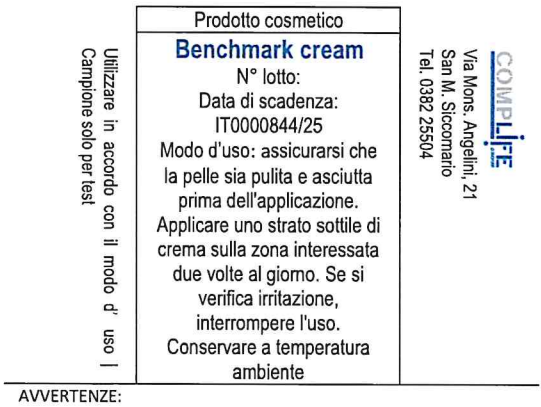 Prodotto cosmetico
Benchmark cream
N° lotto:
Data di scadenza:
IT0000844/25
Modo d'uso: assicurarsi che
la pelle sia pulita e asciutta
prima dell'applicazione.
Applicare uno strato sottile di
crema sulla zona interessata
due volte al giorno. Se si
verifica irritazione,
interrompere l'uso.
Conservare a temperatura
ambiente
Utilizzare in accordo con il modo d' uso |
Campione solo per test
COMPLIFE
Via Mons. Angelini, 21
San M. Siccomario
Tel. 0382 25504
AVVERTENZE: